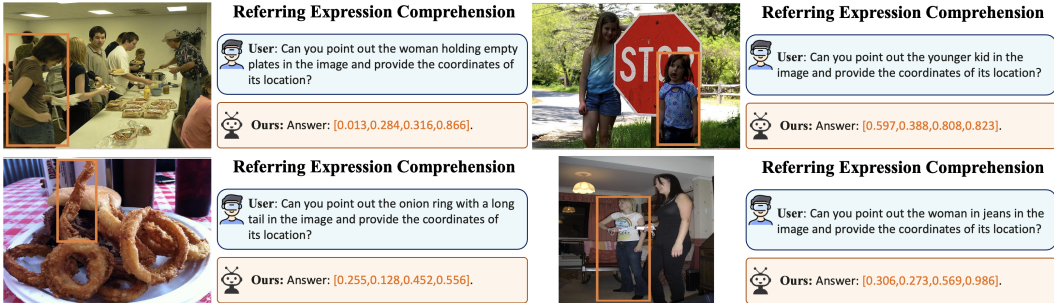 Referring Expression Comprehension
User: Can you point out the woman holding empty
plates in the image and provide the coordinates of
its location?
Ours: Answer: [0.013,0.284,0.316,0.866].
STOP
Referring Expression Comprehension
User: Can you point out the younger kid in the
image and provide the coordinates of its location?
Ours: Answer: [0.597,0.388,0.808,0.823].
Referring Expression Comprehension
User: Can you point out the onion ring with a long
tail in the image and provide the coordinates of
its location?
Ours: Answer: [0.255,0.128,0.452,0.556].
Referring Expression Comprehension
User: Can you point out the woman in jeans in the
image and provide the coordinates of its location?
Ours: Answer: [0.306,0.273,0.569,0.986].